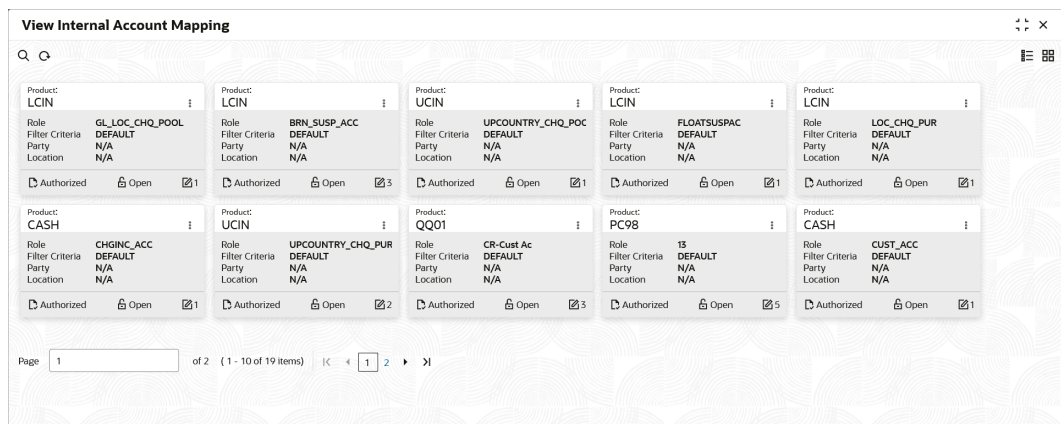 View Internal Account Mapping
Product:
LCIN
Role GL_LOC_CHQ_POOL
Filter Criteria DEFAULT
Party N/A
Location N/A
Authorized Open 1
Product:
LCIN
Role BRN_SUSP_ACC
Filter Criteria DEFAULT
Party N/A
Location N/A
Authorized Open 3
Product:
UCIN
Role UPCOUNTRY_CHQ_POC
Filter Criteria DEFAULT
Party N/A
Location N/A
Authorized Open 1
Product:
LCIN
Role FLOATSUSPAC
Filter Criteria DEFAULT
Party N/A
Location N/A
Authorized Open 1
Product:
LCIN
Role LOC_CHQ_PUR
Filter Criteria DEFAULT
Party N/A
Location N/A
Authorized Open 1
Product:
CASH
Role CHGINC_ACC
Filter Criteria DEFAULT
Party N/A
Location N/A
Authorized Open 1
Product:
UCIN
Role UPCOUNTRY_CHQ_PUR
Filter Criteria DEFAULT
Party N/A
Location N/A
Authorized Open 2
Product:
QQ01
Role CR-Cust Ac
Filter Criteria DEFAULT
Party N/A
Location N/A
Authorized Open 3
Product:
PC98
Role 13
Filter Criteria DEFAULT
Party N/A
Location N/A
Authorized Open 5
Product:
CASH
Role CUST_ACC
Filter Criteria DEFAULT
Party N/A
Location N/A
Authorized Open 1
Page 1 of 2 ( 1 - 10 of 19 items) 1 2